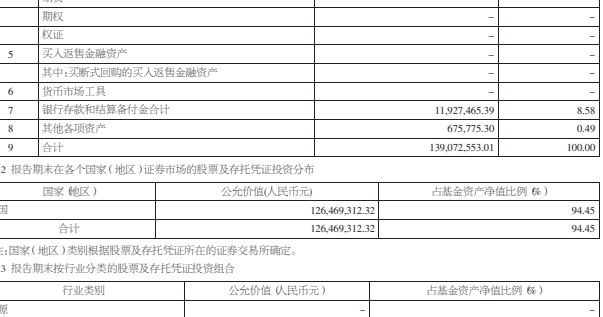 期权 – –
权证 – –
5 买入返售金融资产 – –
其中:买断式回购的买入返售金融资产 – –
6 货币市场工具 – –
7 银行存款和结算备付金合计 11,927,465.39 8.58
8 其他各项资产 675,775.30 0.49
9 合计 139,072,553.01 100.00
2 报告期末在各个国家(地区)证券市场的股票及存托凭证投资分布
国家(地区) 公允价值(人民币元) 占基金资产净值比例(%)
国 126,469,312.32 94.45
合计 126,469,312.32 94.45
:国家(地区)类别根据股票及存托凭证所在的证券交易所确定。
3 报告期末按行业分类的股票及存托凭证投资组合
行业类别 公允价值(人民币元) 占基金资产净值比例(%)
源 – –